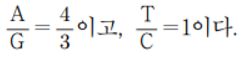 A/G = 4/3이고, T/C = 1이다.